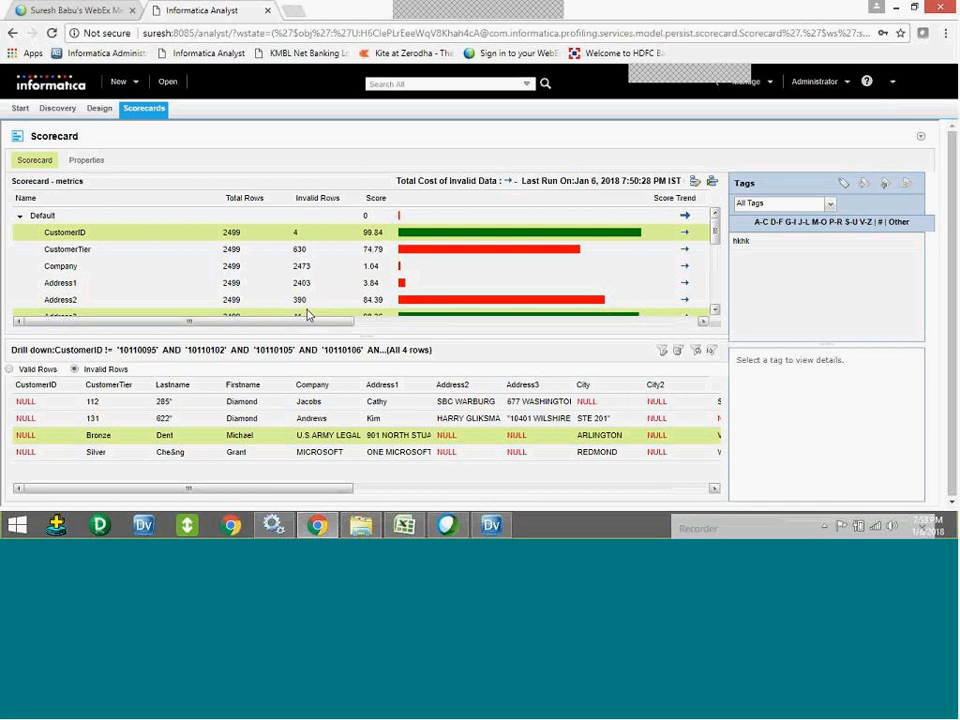 Suresh Babu's WebEx M
Informatica Analyst
Not secure
suresh:8085/analyst/?wstate=(%27$obj%27:%27U:H6CIePLrEeeWqV8Khah4cA@com.informatica.profiling.services.model.persist.scorecard.Scorecard%27,%27$ws%27:s...
Apps
Informatica Administ
Informatica Analyst
KMBL Net Banking Lo
Kite at Zerodha - The
Sign in to your WebE
Welcome to HDFC Ba
informatica
New
Open
Search All
Administrator
Start
Discovery
Design
Scorecards
Scorecard
Scorecard
Properties
Scorecard - metrics
Total Cost of Invalid Data : - Last Run On:Jan 6, 2018 7:50:28 PM IST
Name Total Rows Invalid Rows Score Score Trend
Default 0
CustomerID 2499 4 99.84
CustomerTier 2499 630 74.79
Company 2499 2473 1.04
Address1 2499 2403 3.84
Address2 2499 390 84.39
Tags
All Tags
A-C D-F G-I J-L M-O P-R S-U V-Z | # | Other
hkhk
Select a tag to view details.
Drill down:CustomerID != '10110095' AND '10110102' AND '10110105' AND '10110106' AN...(All 4 rows)
Valid Rows Invalid Rows
CustomerID CustomerTier Lastname Firstname Company Address1 Address2 Address3 City City2
NULL 112 285" Diamond Jacobs Cathy SBC WARBURG 677 WASHINGTO NULL NULL S
NULL 131 622" Diamond Andrews Kim HARRY GLIKSMA "10401 WILSHIRE STE 201" NULL
NULL Bronze Dent Michael U.S ARMY LEGAL 901 NORTH STUA NULL NULL ARLINGTON NULL V
NULL Silver Che&ng Grant MICROSOFT ONE MICROSOFT NULL NULL REDMOND NULL
Dv
Dv
Recorder
7:53 PM
1/6/2018